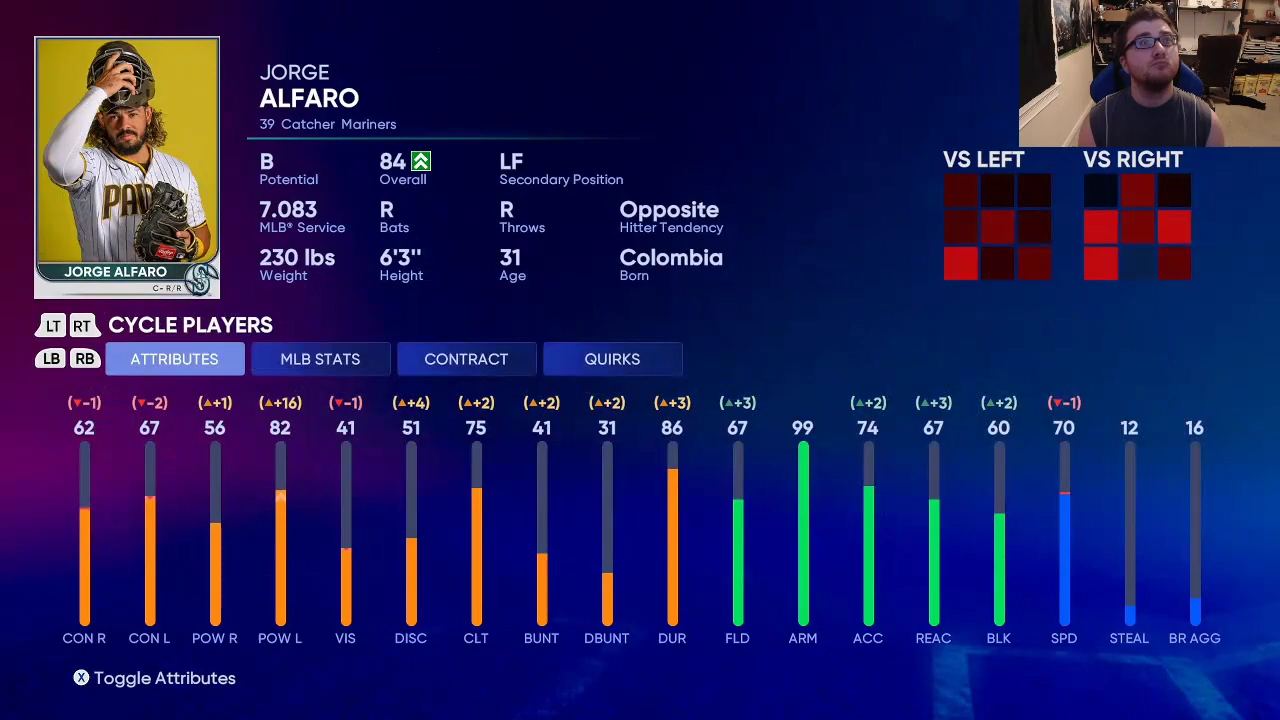 JORGE
ALFARO
39 Catcher Mariners
B
Potential
84
Overall
LF
Secondary Position
7.083
MLB® Service
R
Bats
R
Throws
Opposite
Hitter Tendency
230 lbs
Weight
6'3''
Height
31
Age
Colombia
Born
VS LEFT
VS RIGHT
PAD
JORGE ALFARO
C- R/R
LT RT CYCLE PLAYERS
LB RB ATTRIBUTES MLB STATS CONTRACT QUIRKS
(▼-1) (▼-2) (▲+1) (▲+16) (▼-1) (▲+4) (▲+2) (▲+2) (▲+2) (▲+3) (▲+3) (▲+2) (▲+3) (▲+2) (▼-1)
62 67 56 82 41 51 75 41 31 86 67 99 74 67 60 70 12 16
CON R CON L POW R POW L VIS DISC CLT BUNT DBUNT DUR FLD ARM ACC REAC BLK SPD STEAL BR AGG
X Toggle Attributes